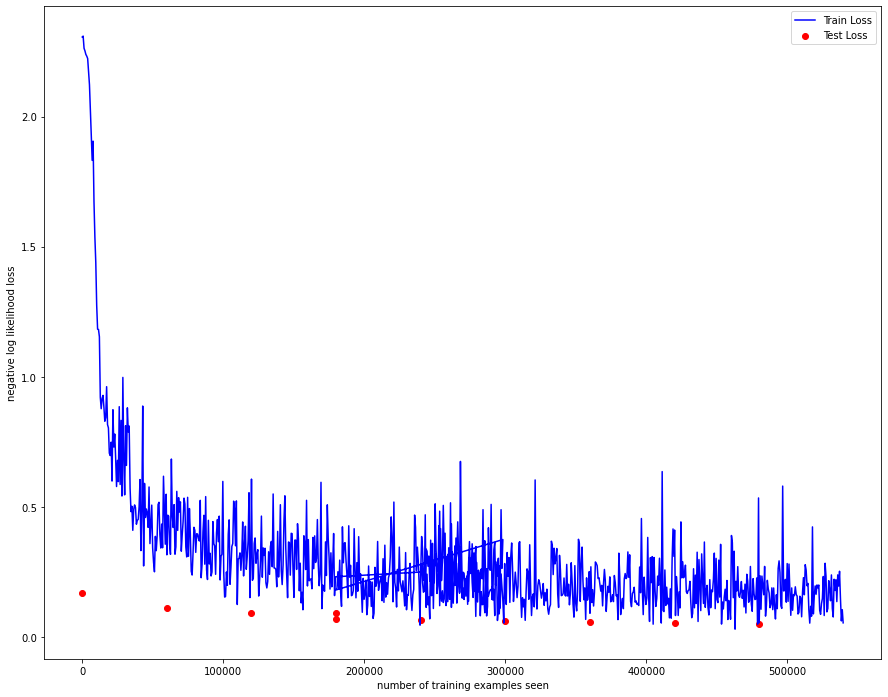 Train Loss
Test Loss
negative log likelihood loss
2.0
1.5
1.0
0.5
0.0
0
100000
200000
300000
400000
500000
number of training examples seen